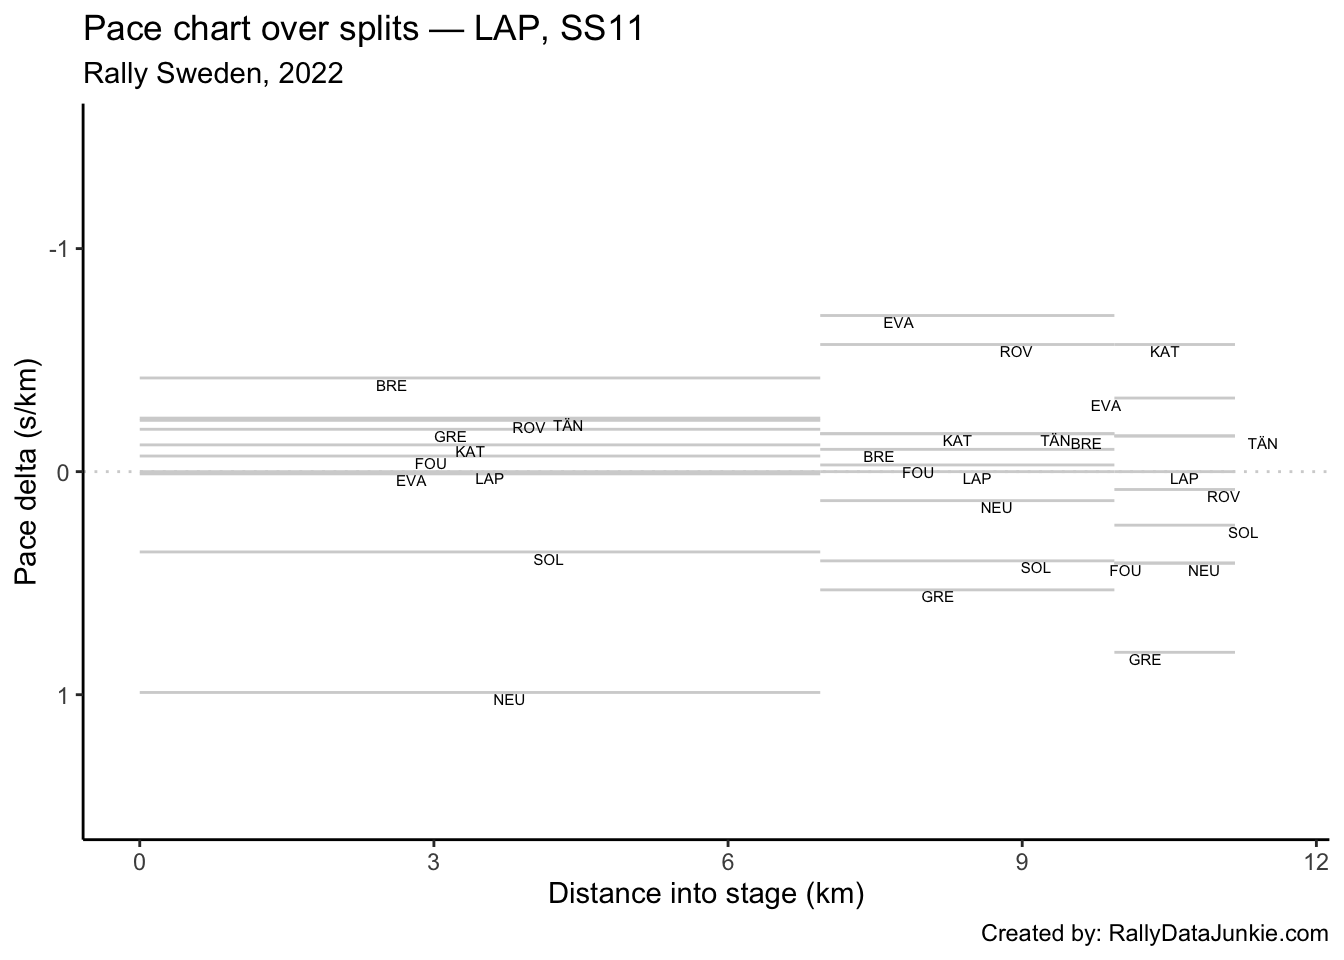 Pace chart over splits — LAP, SS11
Rally Sweden, 2022
Pace delta (s/km)
-1
0
1
EVA
ROV
KAT
BRE
EVA
ROV
TÄN
GRE
KAT
TÄN
BRE
TÄN
KAT
BRE
FOU
FOU
EVA
LAP
LAP
LAP
ROV
NEU
SOL
SOL
SOL
FOU
NEU
GRE
GRE
NEU
0
3
6
9
12
Distance into stage (km)
Created by: RallyDataJunkie.com